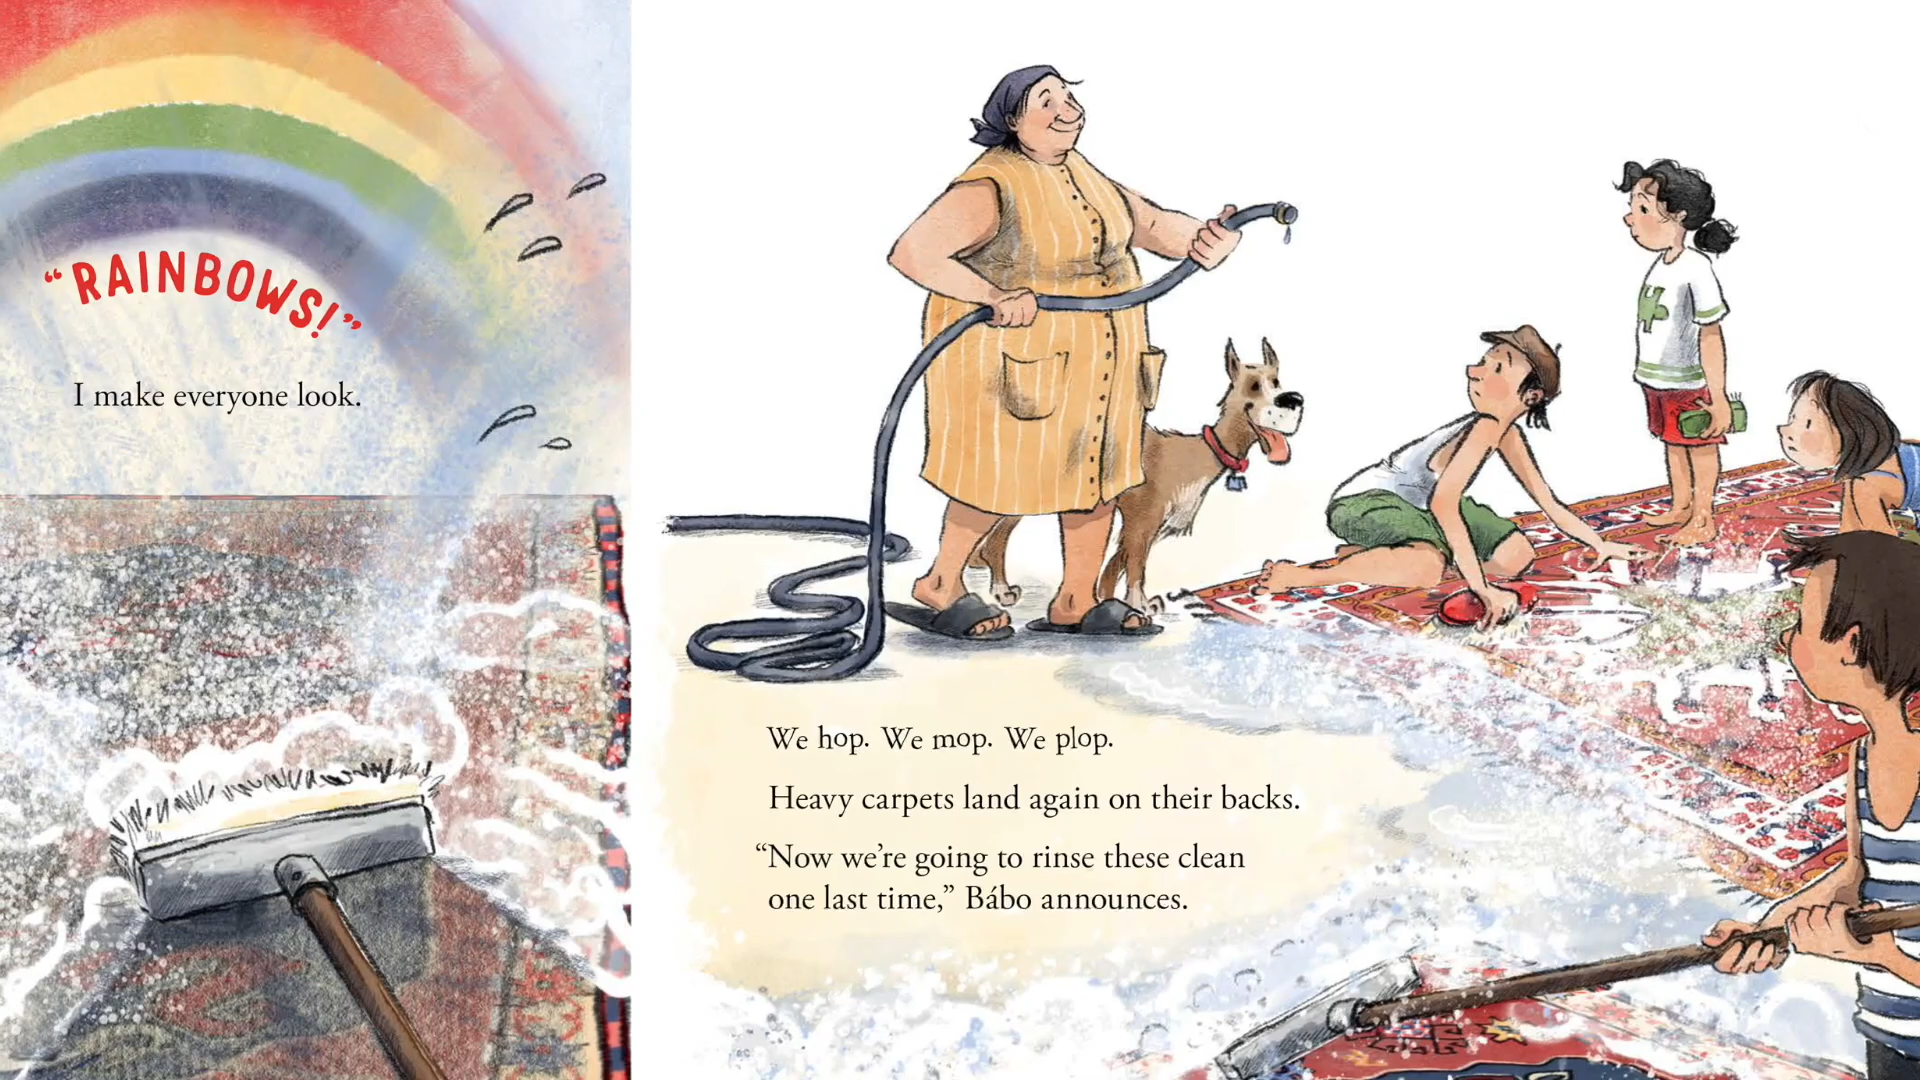 “RAINBOWS!”
I make everyone look.
We hop. We mop. We plop.
Heavy carpets land again on their backs.
“Now we’re going to rinse these clean
one last time,” Bábo announces.